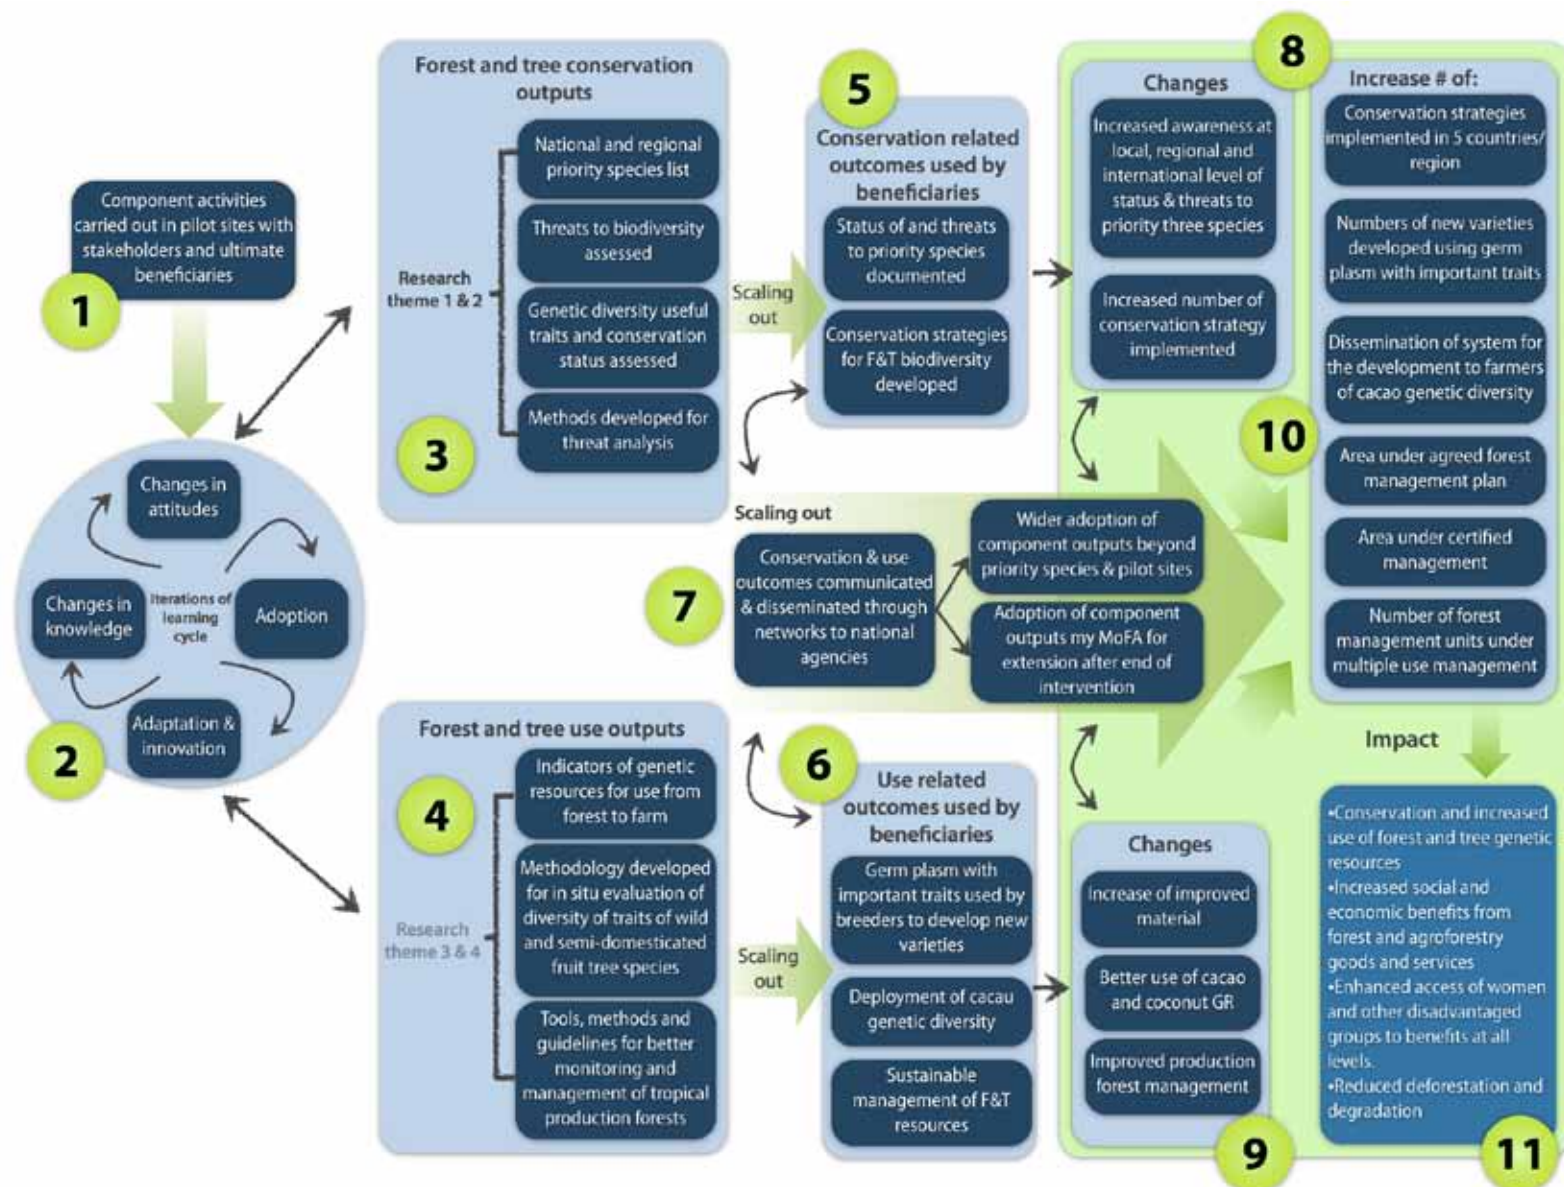 1
Component activities
carried out in pilot sites with
stakeholders and ultimate
beneficiaries
2
Changes in
attitudes
Changes in
knowledge
Iterations of
learning
cycle
Adoption
Adaptation &
innovation
3
Forest and tree conservation
outputs
Research
theme 1 & 2
National and regional
priority species list
Threats to biodiversity
assessed
Genetic diversity useful
traits and conservation
status assessed
Methods developed for
threat analysis
4
Forest and tree use outputs
Research
theme 3 & 4
Indicators of genetic
resources for use from
forest to farm
Methodology developed
for in situ evaluation of
diversity of traits of wild
and semi-domesticated
fruit tree species
Tools, methods and
guidelines for better
monitoring and
management of tropical
production forests
Scaling
out
5
Conservation related
outcomes used by
beneficiaries
Status of and threats
to priority species
documented
Conservation strategies
for F&T biodiversity
developed
Scaling
out
6
Use related
outcomes used by
beneficiaries
Germ plasm with
important traits used by
breeders to develop new
varieties
Deployment of cacau
genetic diversity
Sustainable
management of F&T
resources
7
Scaling out
Conservation & use
outcomes communicated
& disseminated through
networks to national
agencies
Wider adoption of
component outputs beyond
priority species & pilot sites
Adoption of component
outputs my MoFA for
extension after end of
intervention
8
Changes
Increased awareness at
local, regional and
international level of
status & threats to
priority three species
Increased number of
conservation strategy
implemented
9
Changes
Increase of improved
material
Better use of cacao
and coconut GR
Improved production
forest management
10
Increase # of:
Conservation strategies
implemented in 5 countries/
region
Numbers of new varieties
developed using germ
plasm with important traits
Dissemination of system for
the development to farmers
of cacao genetic diversity
Area under agreed forest
management plan
Area under certified
management
Number of forest
management units under
multiple use management
Impact
•Conservation and increased
use of forest and tree genetic
resources
•Increased social and
economic benefits from
forest and agroforestry
goods and services
•Enhanced access of women
and other disadvantaged
groups to benefits at all
levels.
•Reduced deforestation and
degradation
11